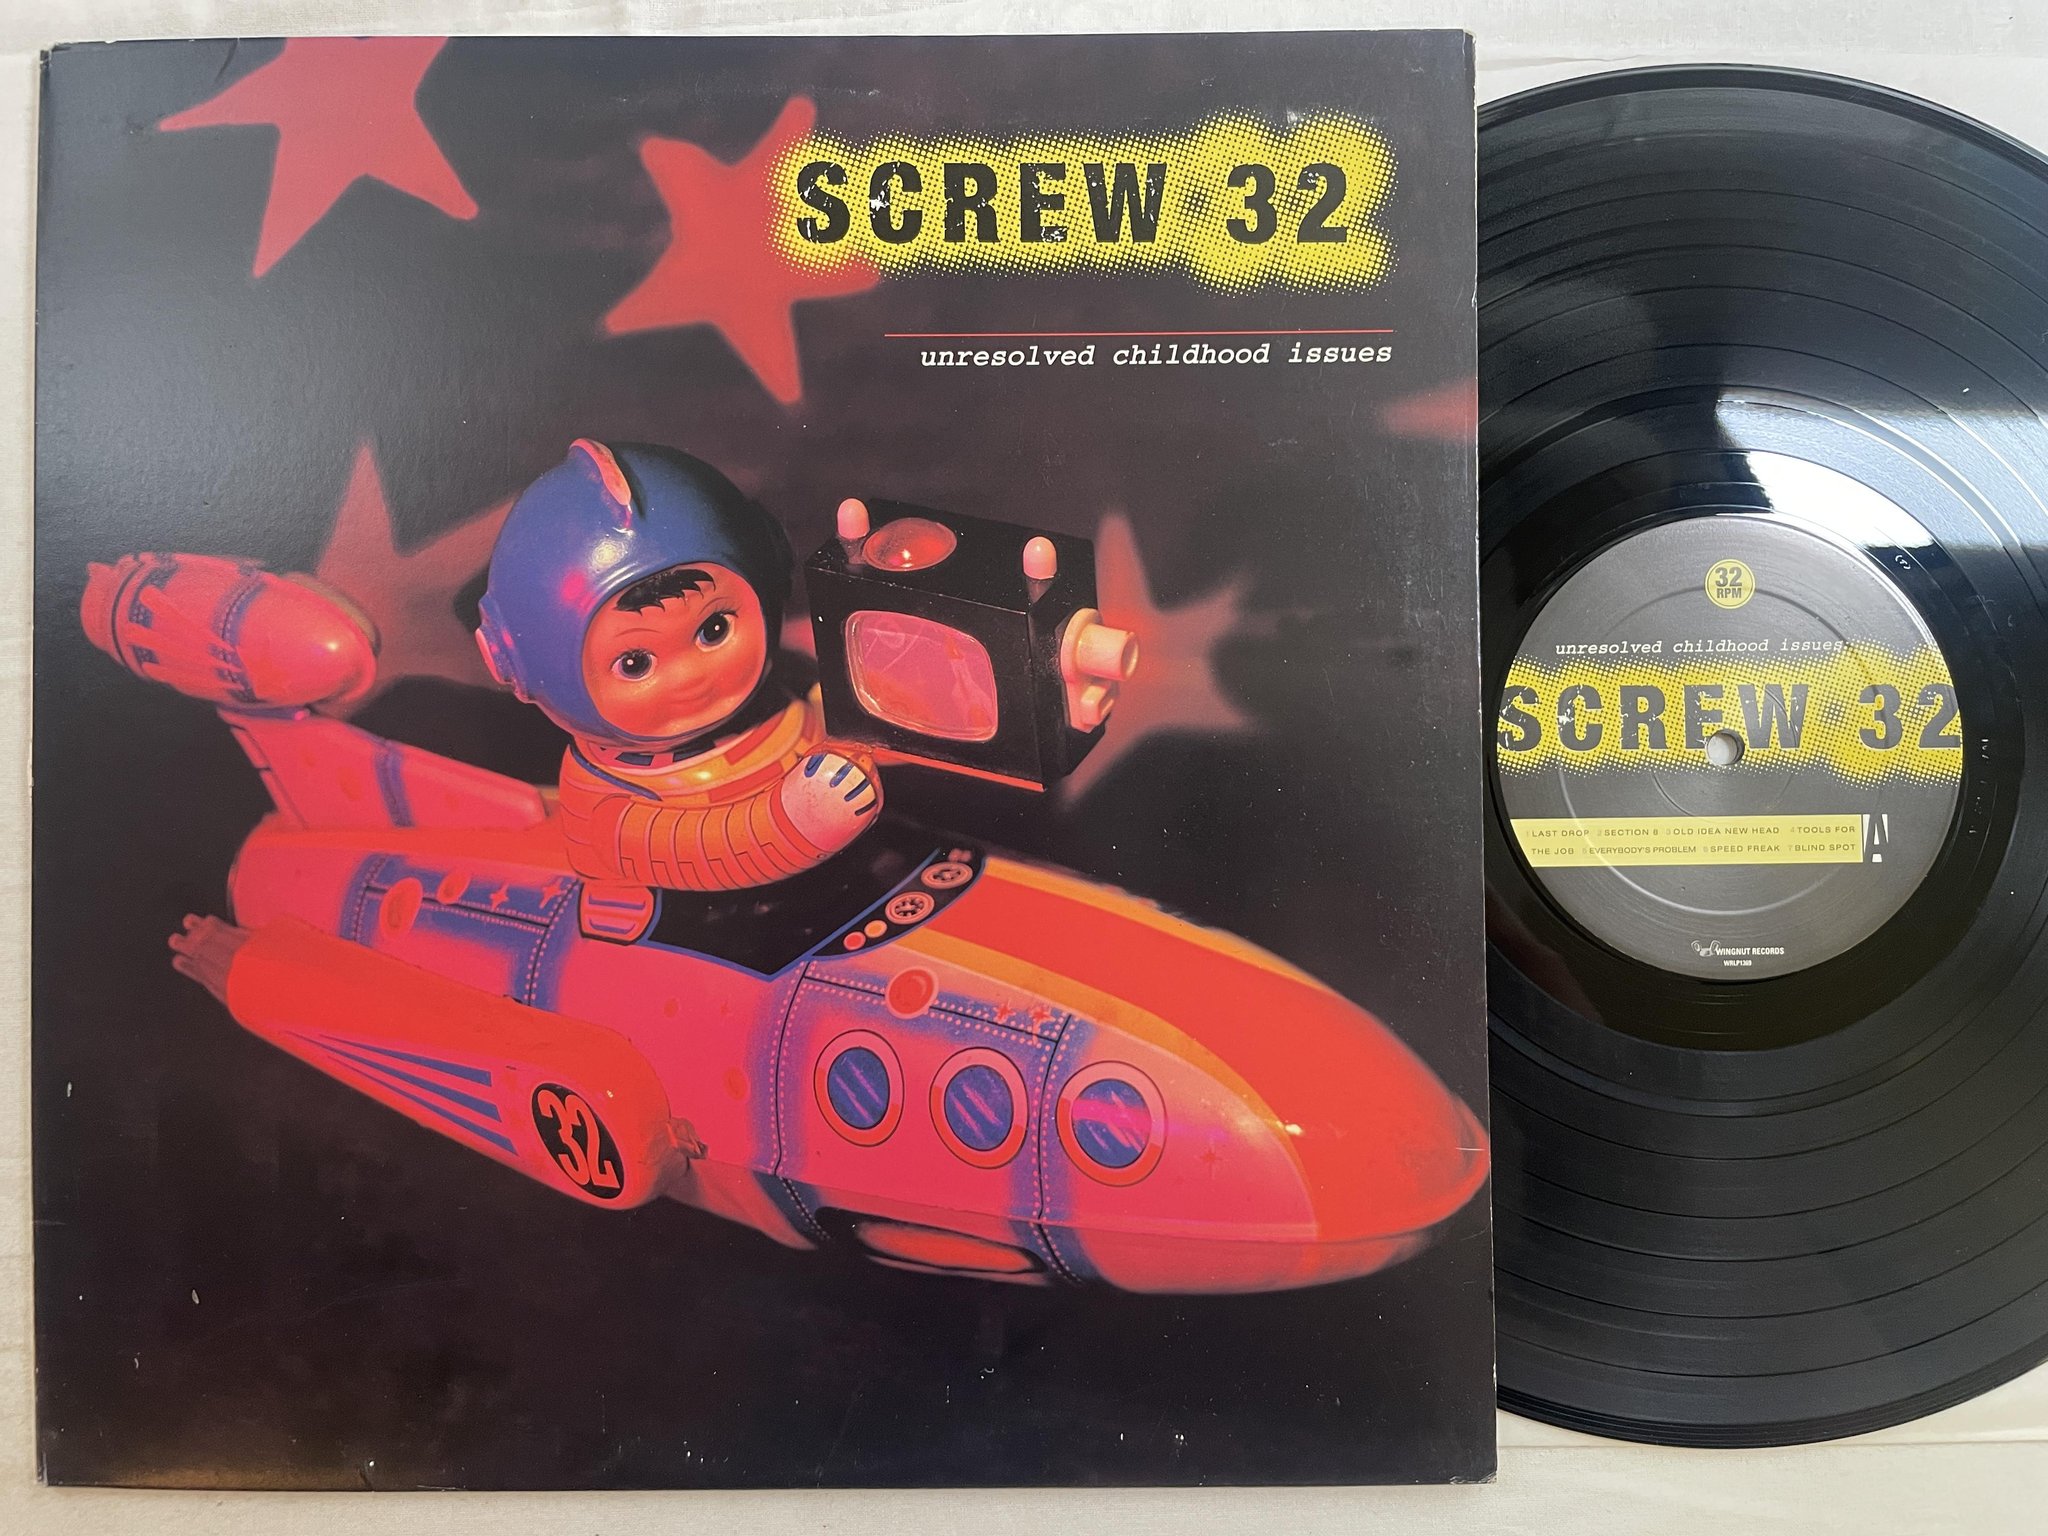 SCREW 32
unresolved childhood issues
32
32
RPM
unresolved childhood issues
SCREW 32
1 LAST DROP 2 SECTION 8 3 OLD IDEA NEW HEAD 4 TOOLS FOR
THE JOB 5 EVERYBODY'S PROBLEM 6 SPEED FREAK 7 BLIND SPOT
A
WINGNUT RECORDS
WRLP1369